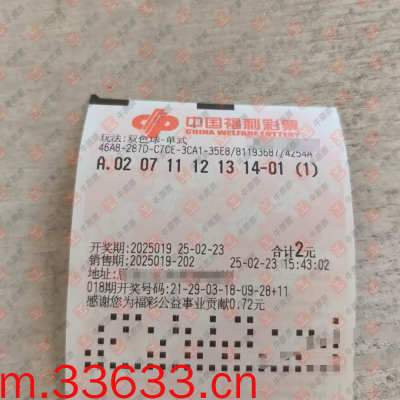 中国福利彩票
CHINA WELFARE LOTTERY
玩法:双色球-单式
46A8-287D-C7CE-3CA1-35E8/81193687/4254A
A.02 07 11 12 13 14-01 (1)
开奖期:2025019 25-02-23 合计2元
销售期:2025019-202 25-02-23 15:43:02
地址:
018期开奖号码:21-29-03-18-09-28+11
感谢您为福彩公益事业贡献0.72元
m.33633.cn